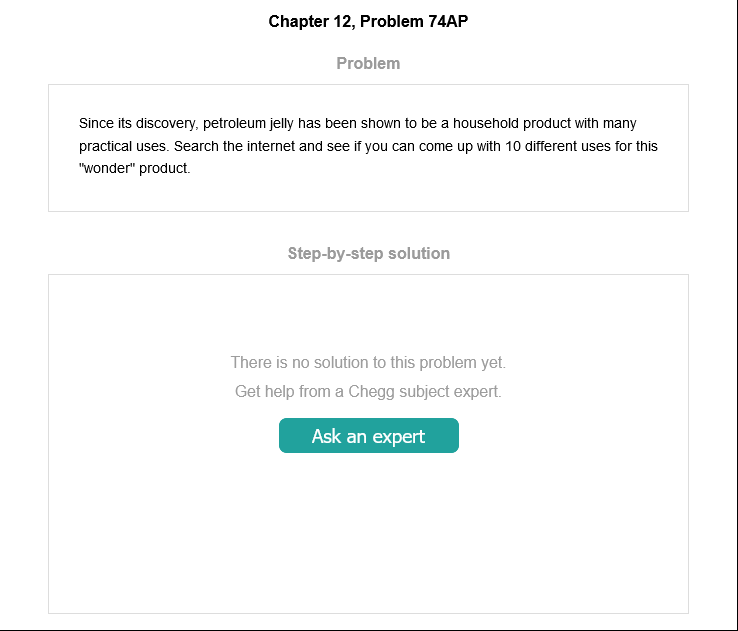 Chapter 12, Problem 74AP
Problem
Since its discovery, petroleum jelly has been shown to be a household product with many
practical uses. Search the internet and see if you can come up with 10 different uses for this
"wonder" product.
Step-by-step solution
There is no solution to this problem yet.
Get help from a Chegg subject expert.
Ask an expert